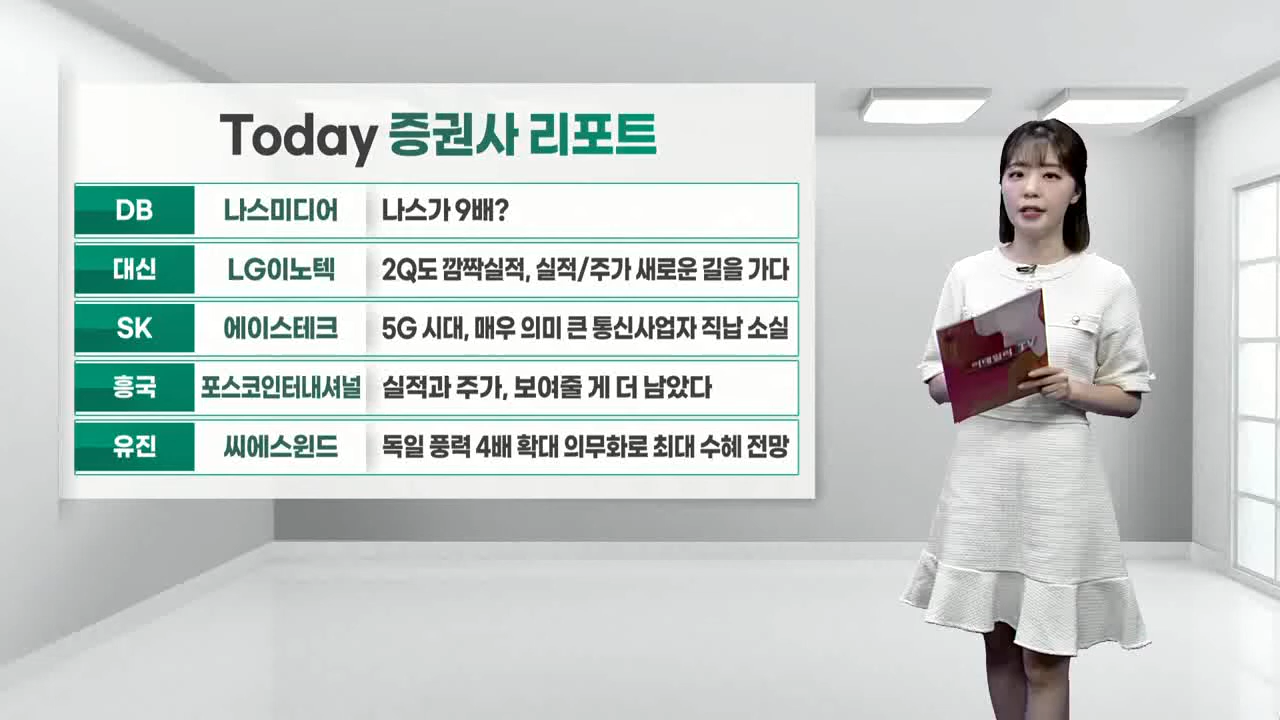 Today 증권사 리포트
DB 나스미디어 나스가 9배?
대신 LG이노텍 2Q도 깜짝실적, 실적/주가 새로운 길을 가다
SK 에이스테크 5G 시대, 매우 의미 큰 통신사업자 직납 소실
흥국 포스코인터내셔널 실적과 주가, 보여줄 게 더 남았다
유진 씨에스윈드 독일 풍력 4배 확대 의무화로 최대 수혜 전망